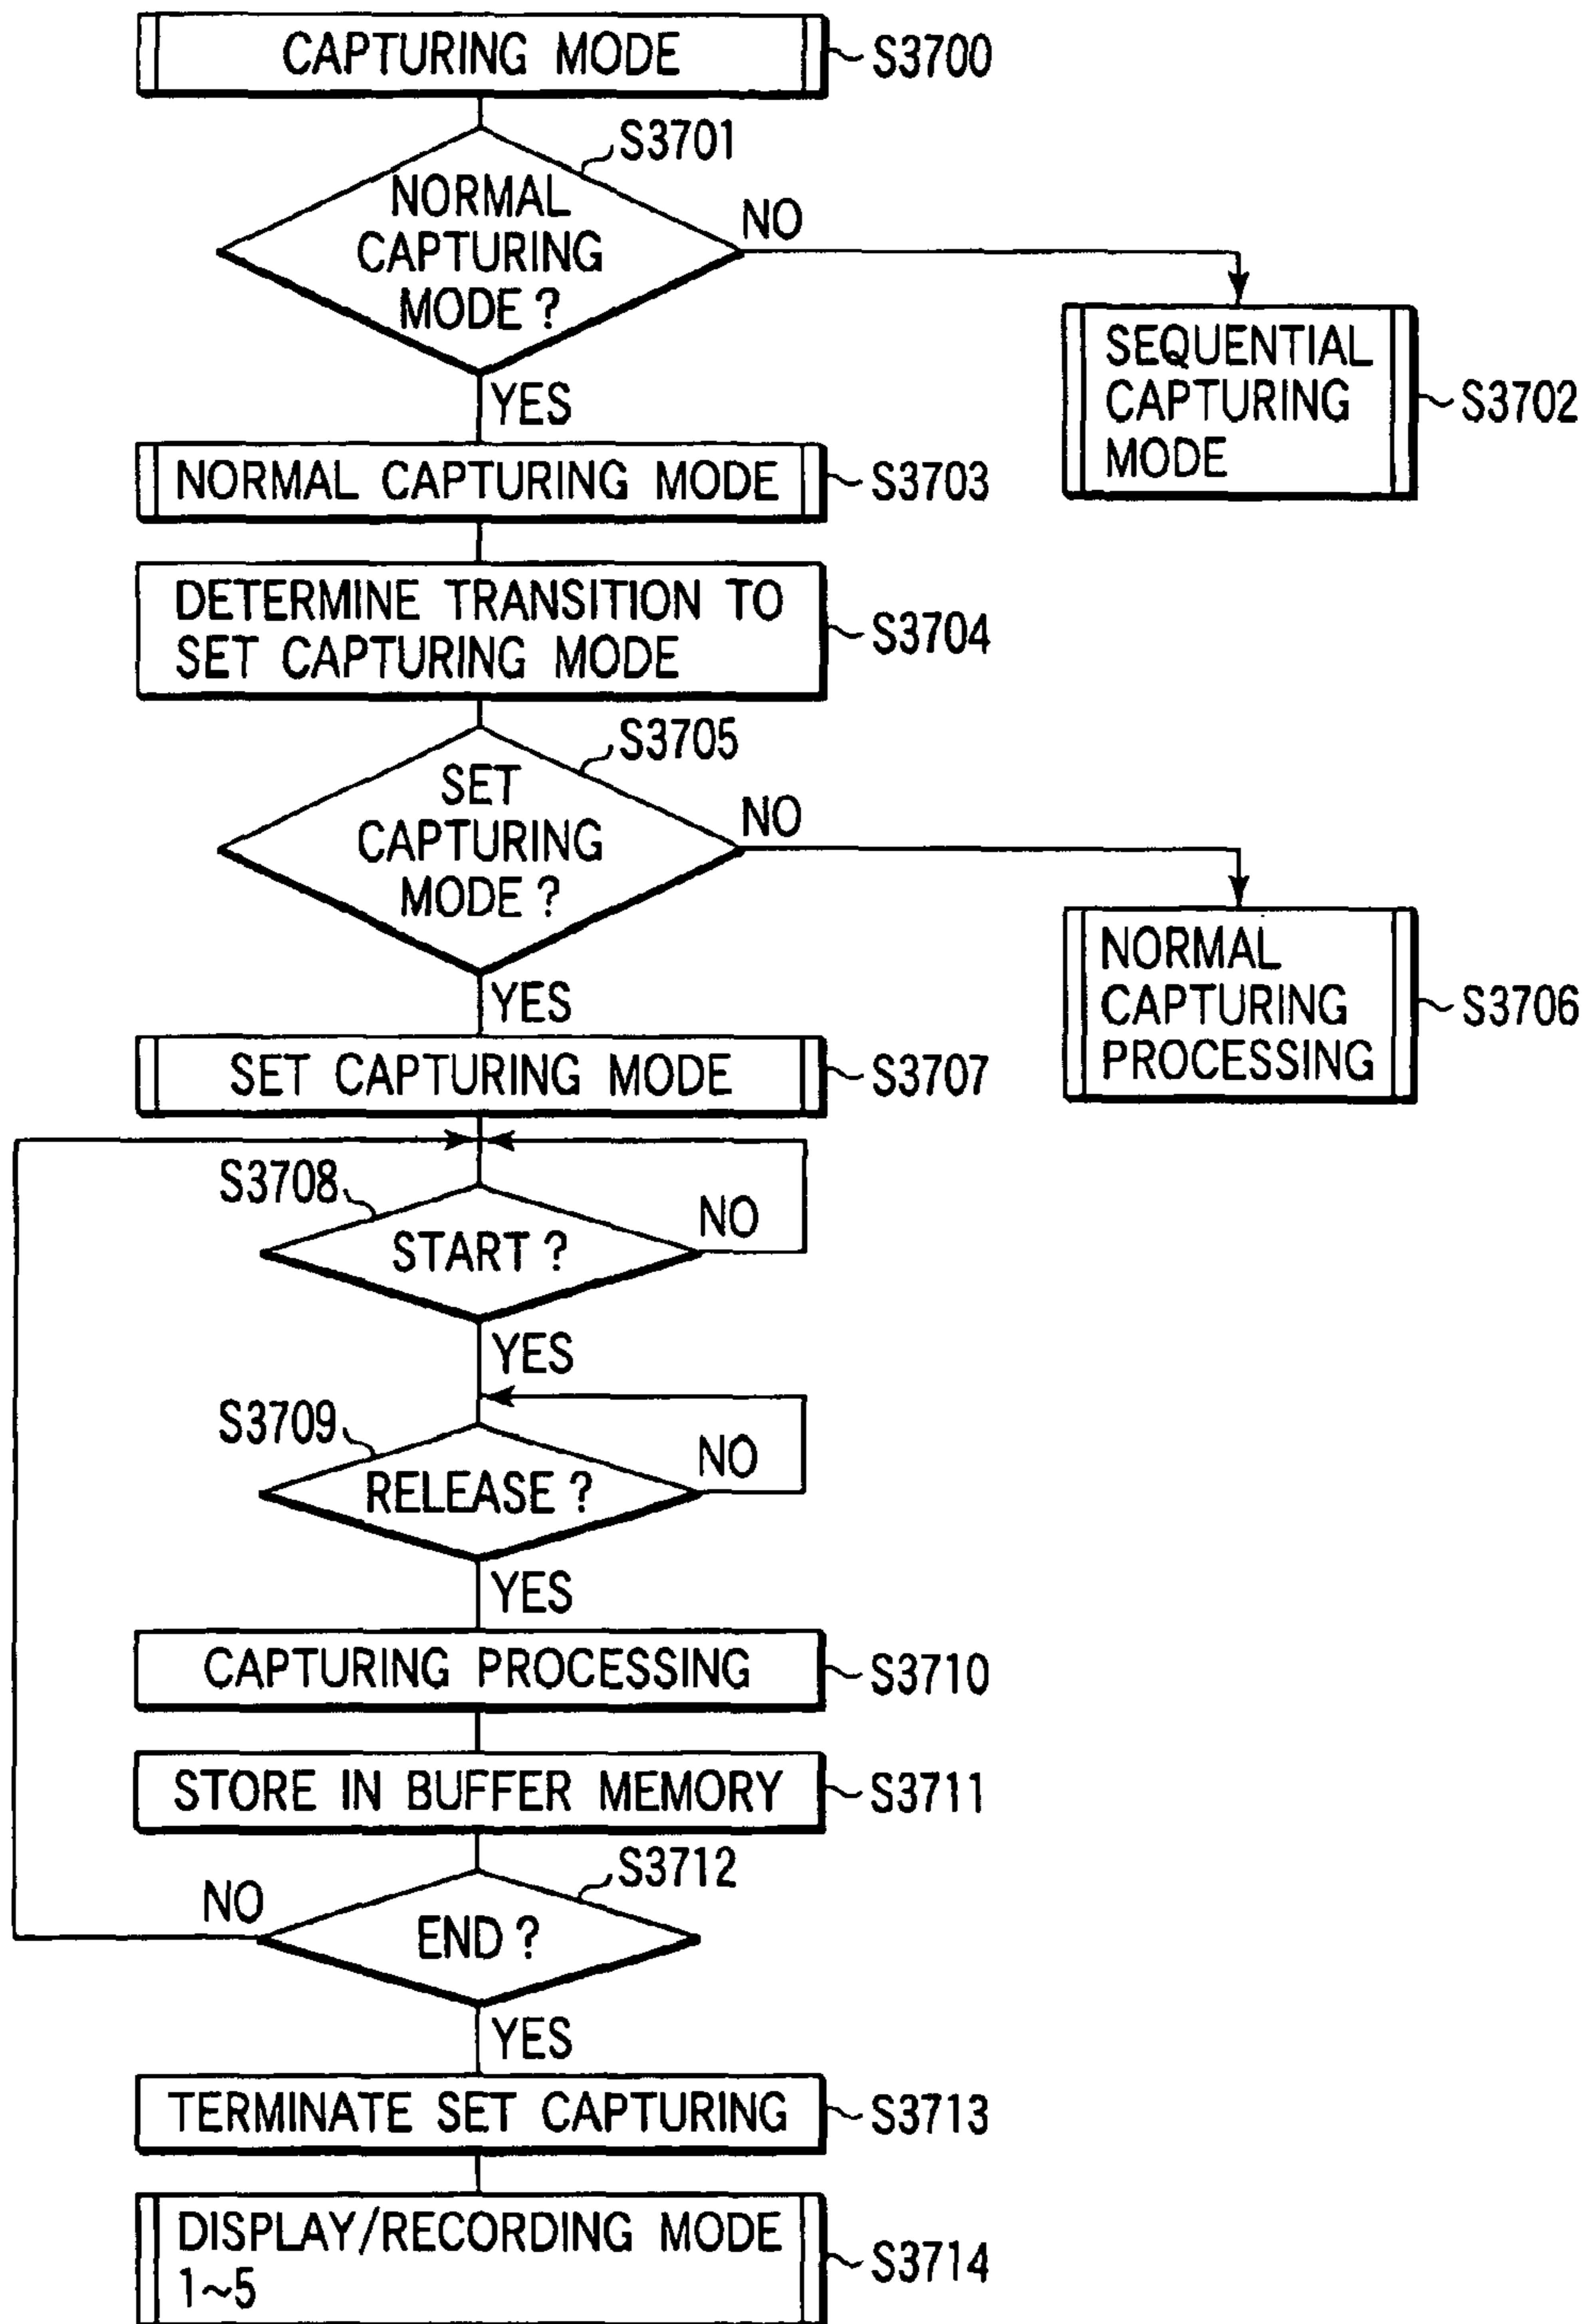 CAPTURING MODE
S3700
S3701
NORMAL
CAPTURING
MODE ?
NO
SEQUENTIAL
CAPTURING
MODE
S3702
YES
NORMAL CAPTURING MODE
S3703
DETERMINE TRANSITION TO
SET CAPTURING MODE
S3704
S3705
SET
CAPTURING
MODE ?
NO
NORMAL
CAPTURING
PROCESSING
S3706
YES
SET CAPTURING MODE
S3707
S3708
START ?
NO
YES
S3709
RELEASE ?
NO
YES
CAPTURING PROCESSING
S3710
STORE IN BUFFER MEMORY
S3711
S3712
NO
END ?
YES
TERMINATE SET CAPTURING
S3713
DISPLAY/RECORDING MODE
1~5
S3714